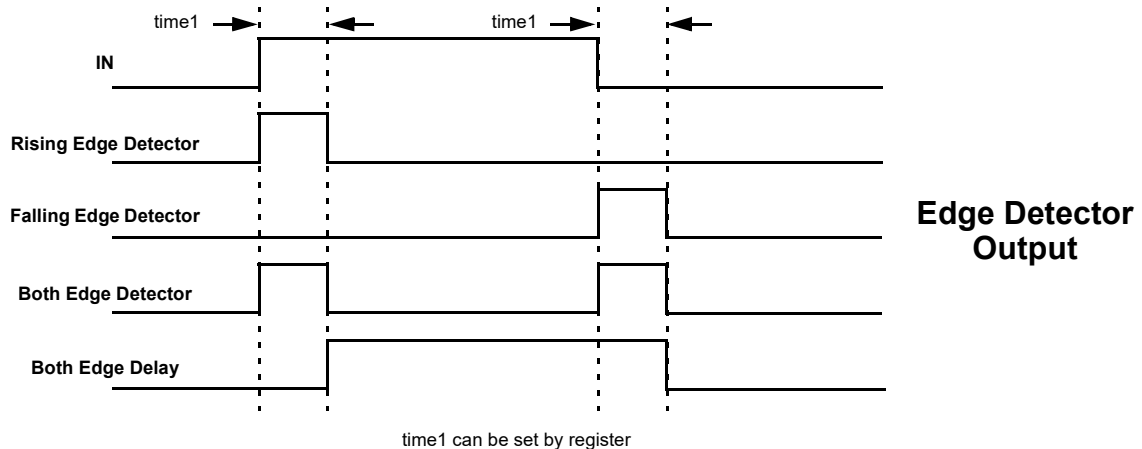 time1
time1
IN
Rising Edge Detector
Falling Edge Detector
Edge Detector
Output
Both Edge Detector
Both Edge Delay
time1 can be set by register